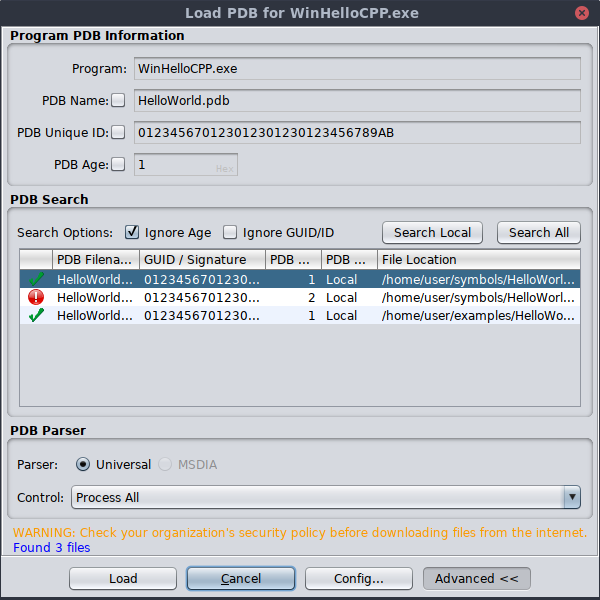 Load PDB for WinHelloCPP.exe
Program PDB Information
Program: WinHelloCPP.exe
PDB Name: HelloWorld.pdb
PDB Unique ID: 012345670123012301230123456789AB
PDB Age: 1 Hex
PDB Search
Search Options: Ignore Age Ignore GUID/ID Search Local Search All
PDB Filena... GUID / Signature PDB ... PDB ... File Location
HelloWorld... 0123456701230... 1 Local /home/user/symbols/HelloWorl...
HelloWorld... 0123456701230... 2 Local /home/user/symbols/HelloWorl...
HelloWorld... 0123456701230... 1 Local /home/user/examples/HelloWo...
PDB Parser
Parser: Universal MSDIA
Control: Process All
WARNING: Check your organization's security policy before downloading files from the internet.
Found 3 files
Load Cancel Config... Advanced <<